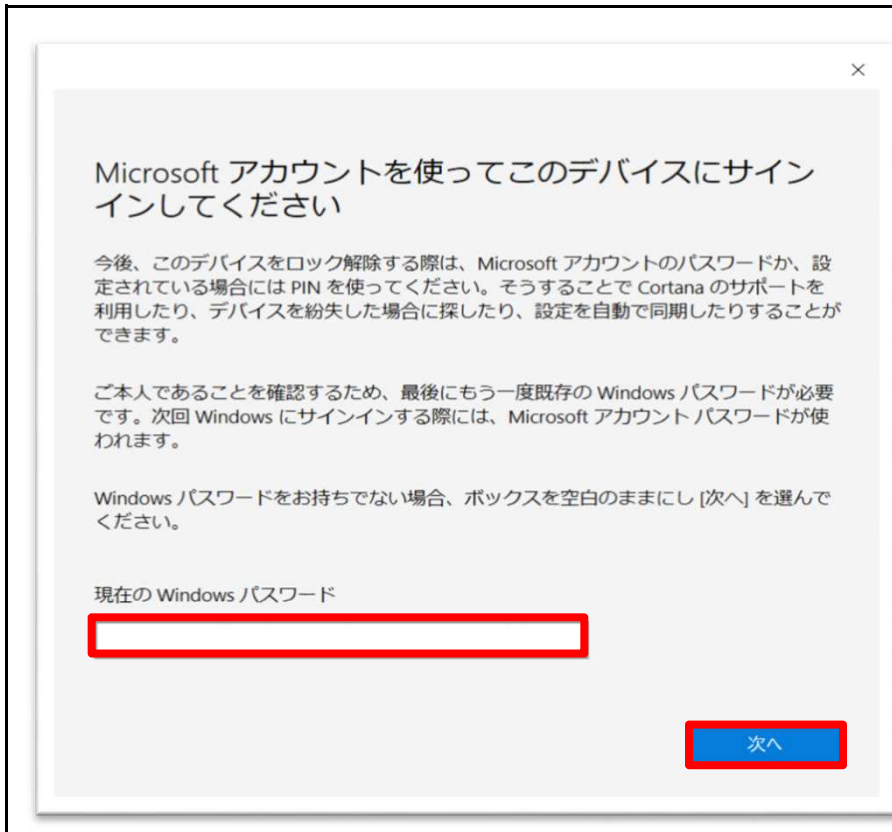 Microsoft アカウントを使ってこのデバイスにサイン
インしてください
今後、このデバイスをロック解除する際は、Microsoft アカウントのパスワードか、設
定されている場合には PIN を使ってください。そうすることで Cortana のサポートを
利用したり、デバイスを紛失した場合に探したり、設定を自動で同期したりすることが
できます。
ご本人であることを確認するため、最後にもう一度既存の Windows パスワードが必要
です。次回 Windows にサインインする際には、Microsoft アカウント パスワードが使
われます。
Windows パスワードをお持ちでない場合、ボックスを空白のままにし [次へ] を選んで
ください。
現在の Windows パスワード
次へ